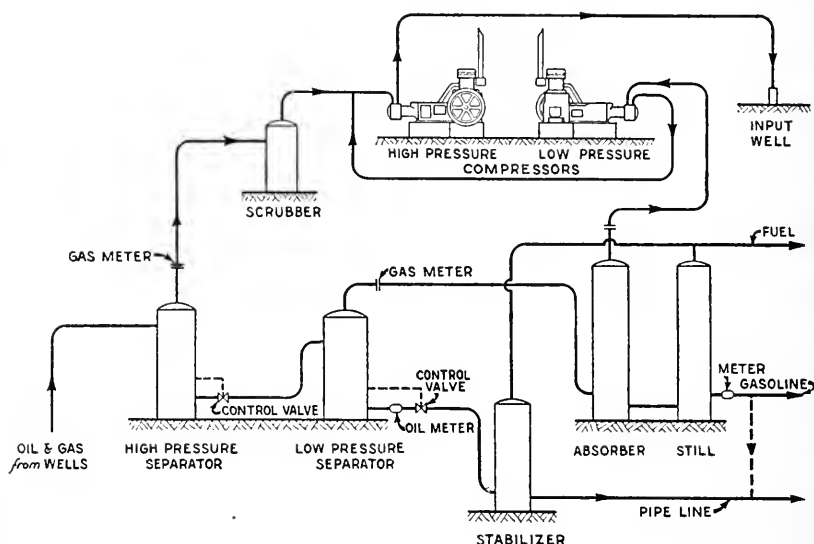 HIGH PRESSURE
LOW PRESSURE
COMPRESSORS
INPUT
WELL
SCRUBBER
GAS METER
FUEL
GAS METER
CONTROL
VALVE
METER
GASOLINE
CONTROL VALVE
OIL METER
OIL & GAS
from WELLS
HIGH PRESSURE
SEPARATOR
LOW PRESSURE
SEPARATOR
ABSORBER
STILL
PIPE LINE
STABILIZER